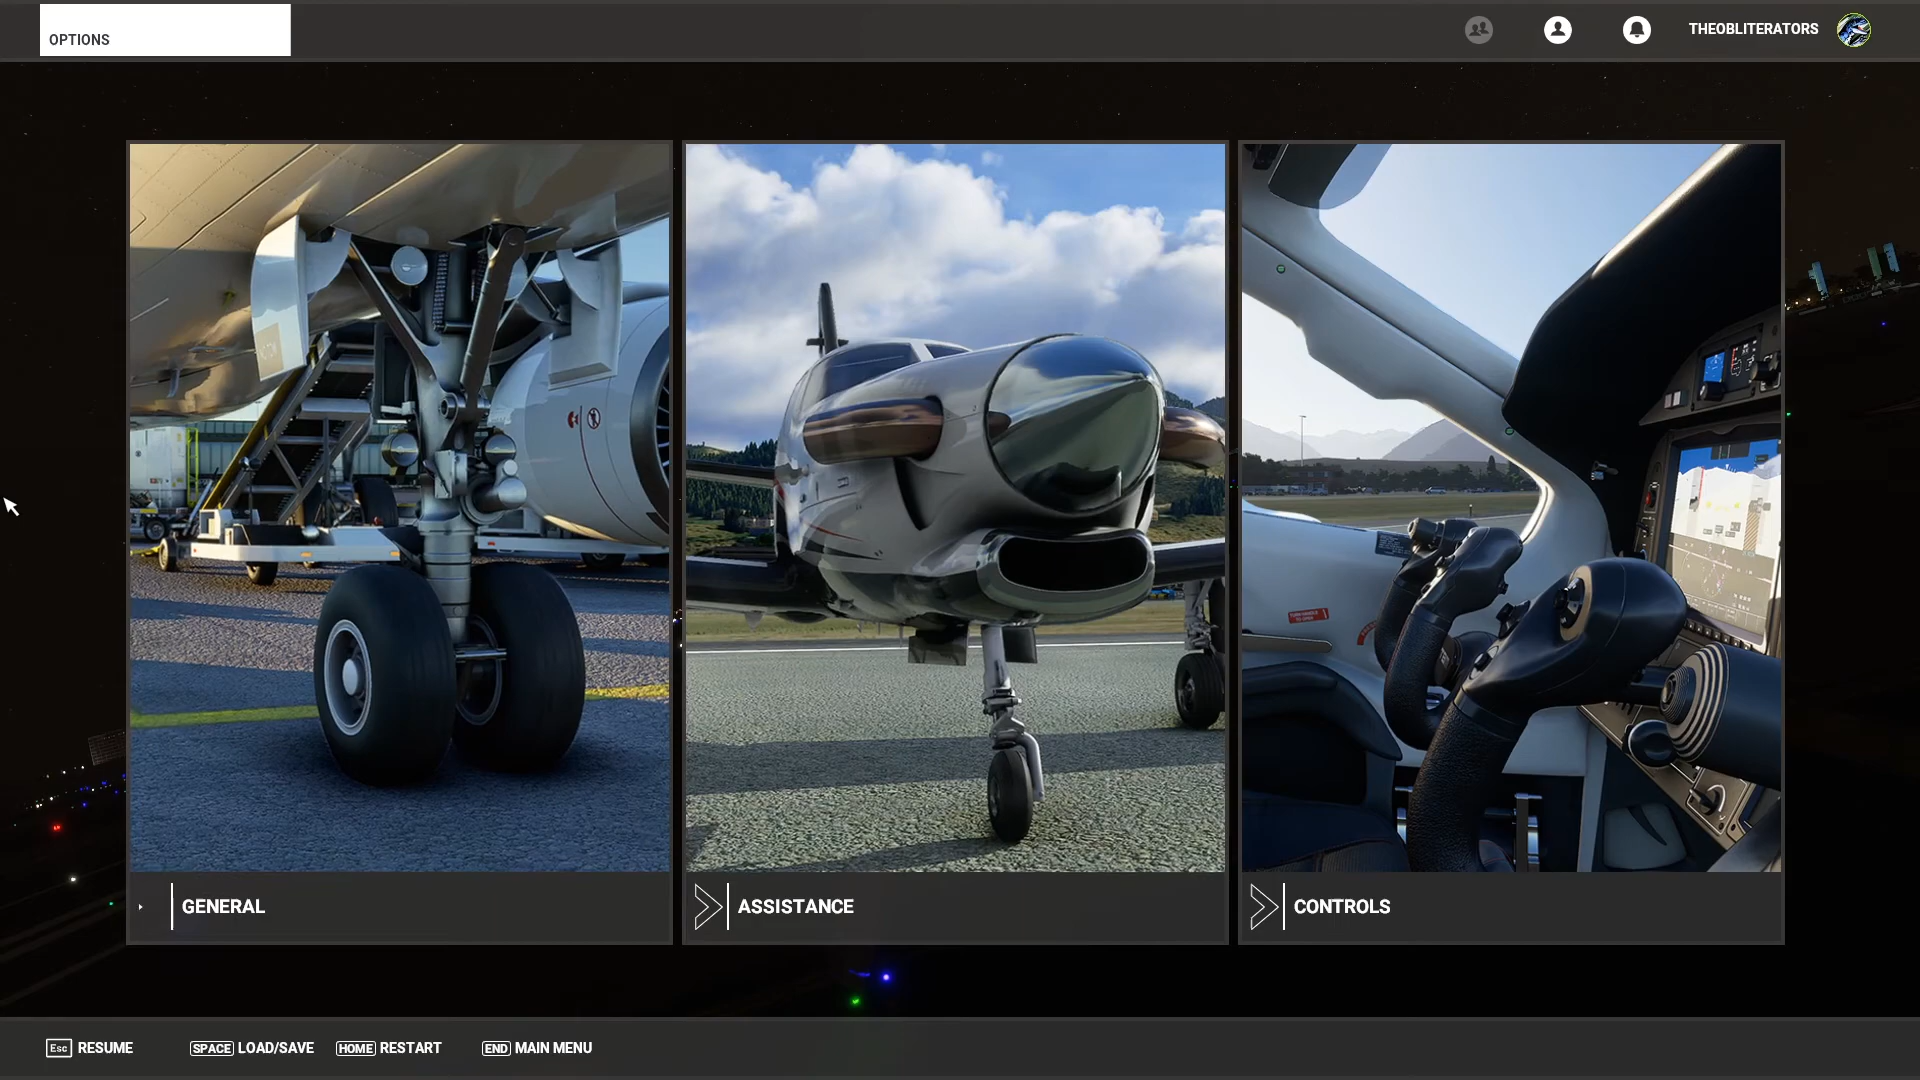 OPTIONS
THEOBLITERATORS
GENERAL
ASSISTANCE
CONTROLS
Esc RESUME
SPACE LOAD/SAVE
HOME RESTART
END MAIN MENU